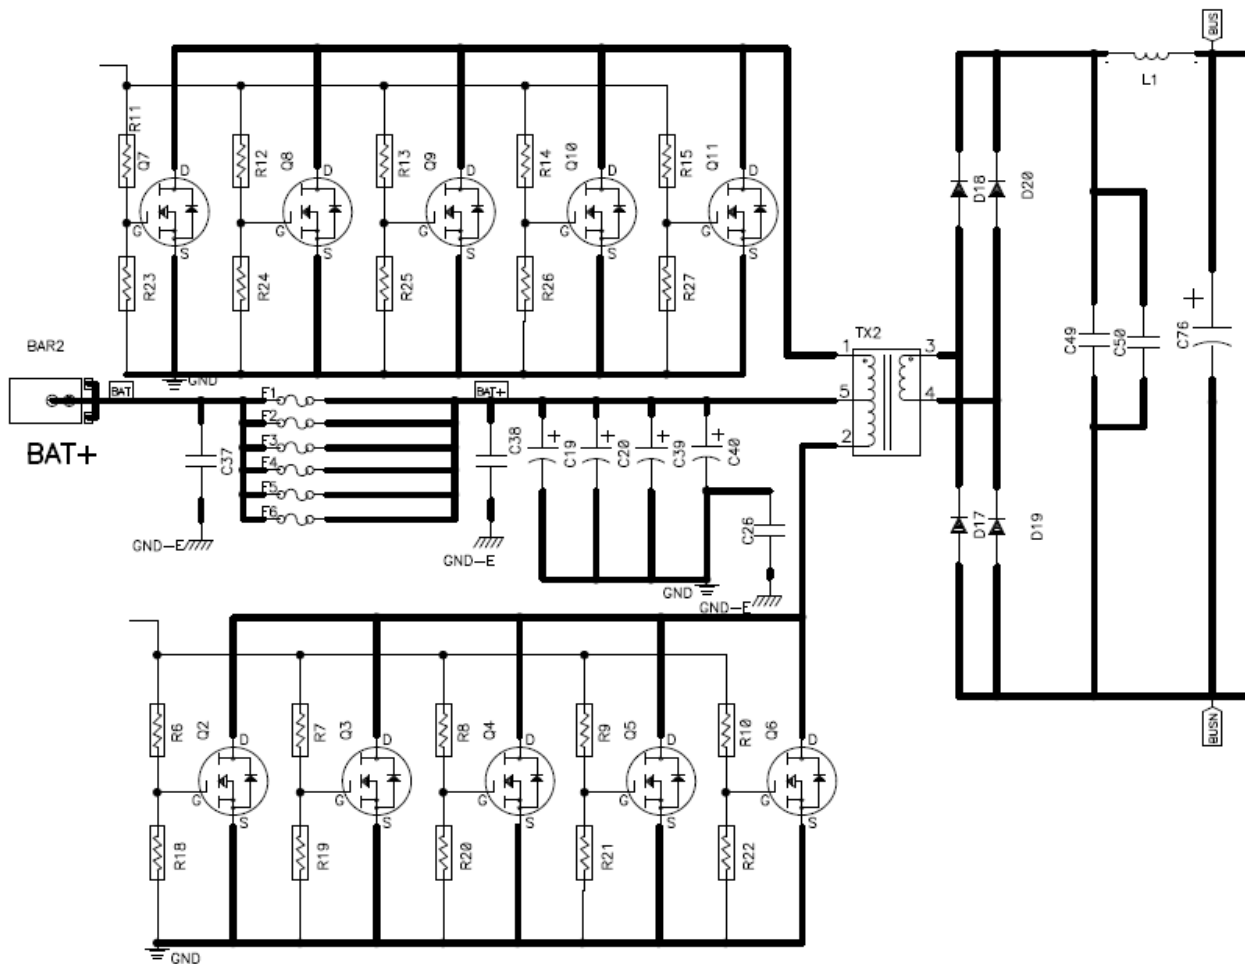 BUS
L1
R11
Q7
D
G
S
R23
R12
Q8
D
G
S
R24
R13
Q9
D
G
S
R25
R14
Q10
D
G
S
R26
R15
Q11
D
G
S
R27
D18
D20
GND
BAR2
BAT+
BAT
C37
GND-E
F1
F2
F3
F4
F5
F6
BAT+
C38
GND-E
C19
+
C20
+
C39
+
C40
+
C26
GND
GND-E
TX2
1
5
2
3
4
C49
C50
C76
+
D17
D19
BUSN
R6
Q2
D
G
S
R18
R7
Q3
D
G
S
R19
R8
Q4
D
G
S
R20
R9
Q5
D
G
S
R21
R10
Q6
D
G
S
R22
GND